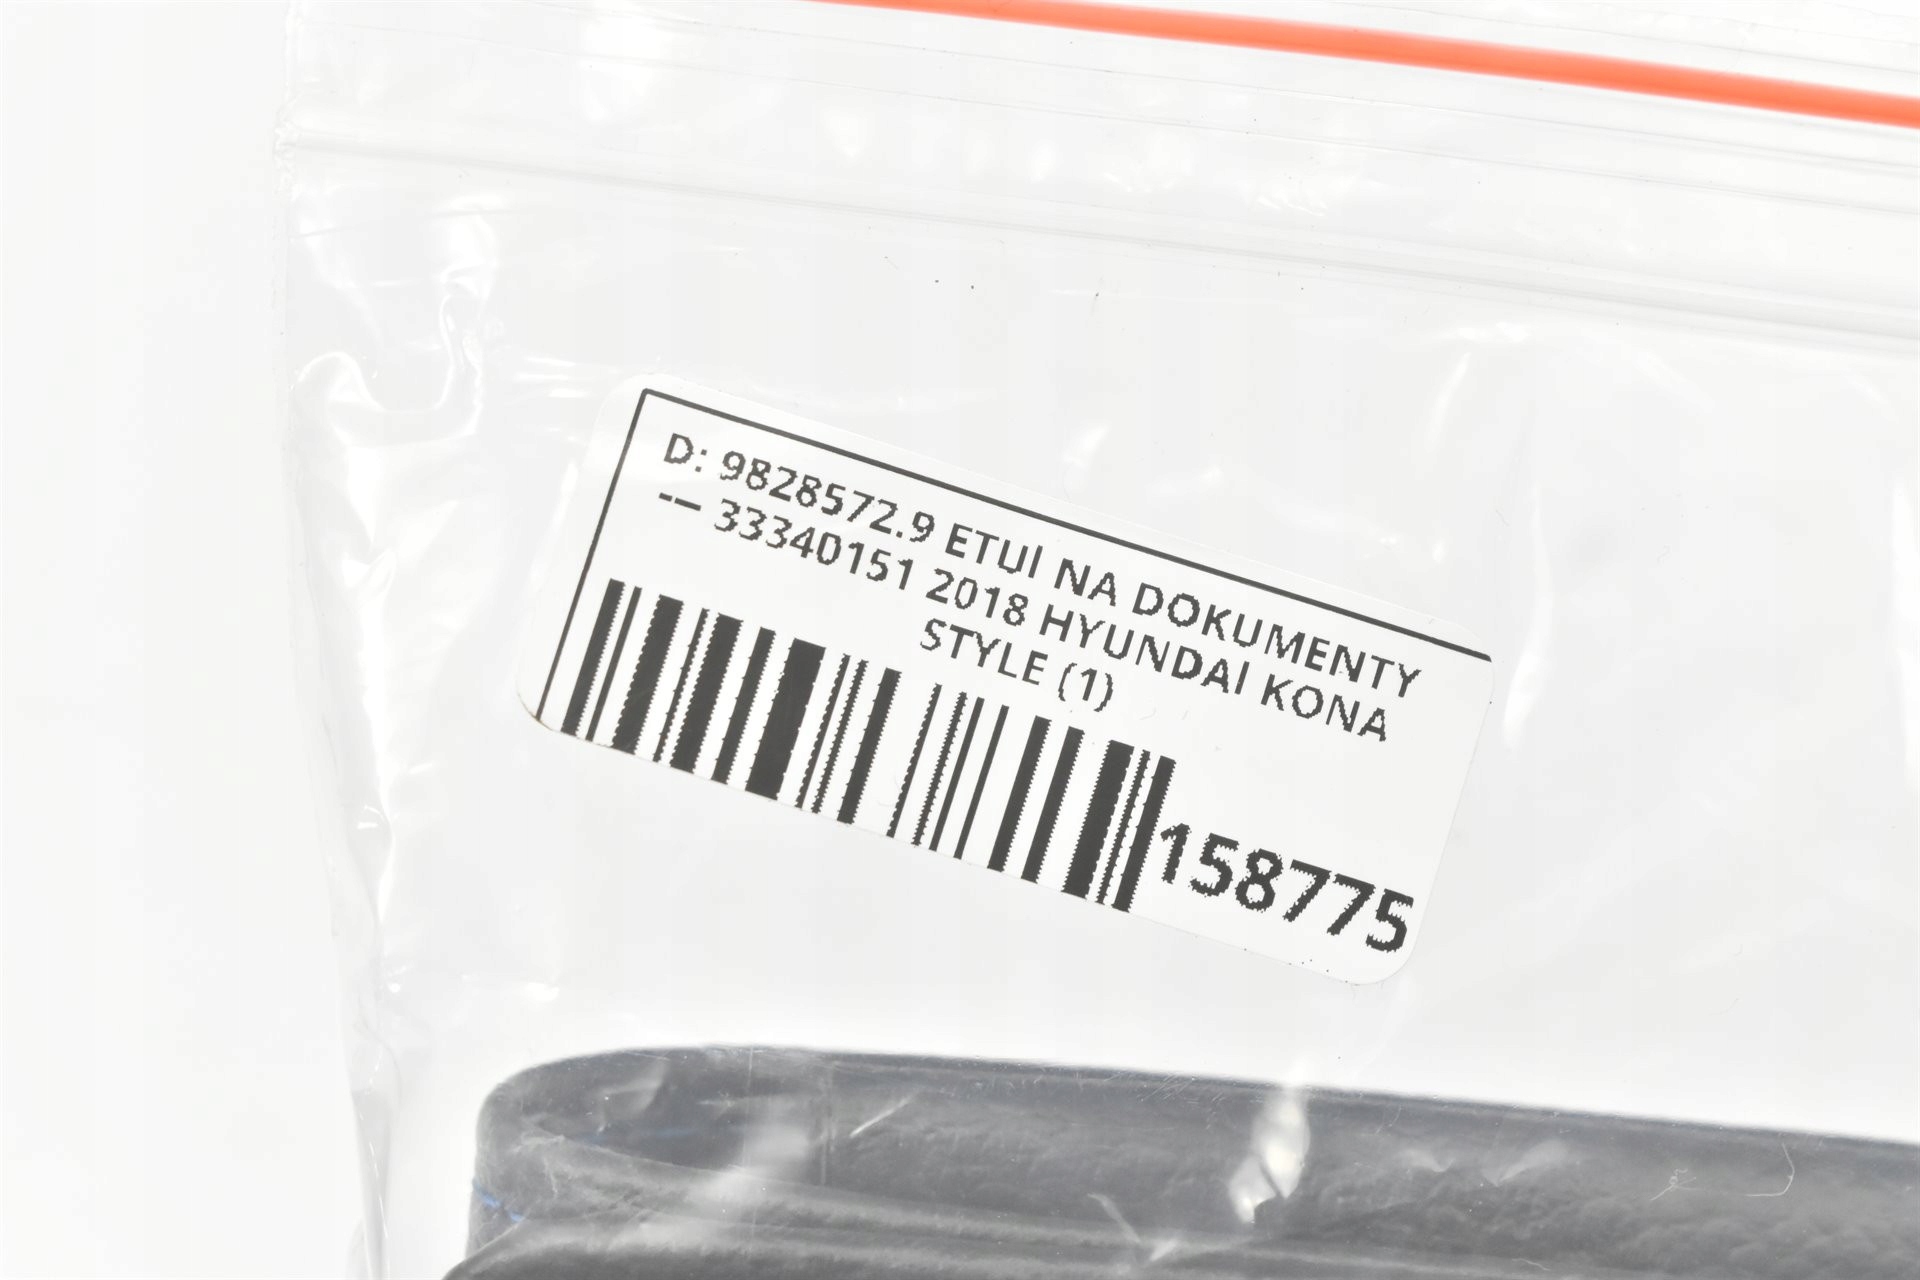 D: 9828572.9 ETUI NA DOKUMENTY
-- 33340151 2018 HYUNDAI KONA
STYLE (1)
158775